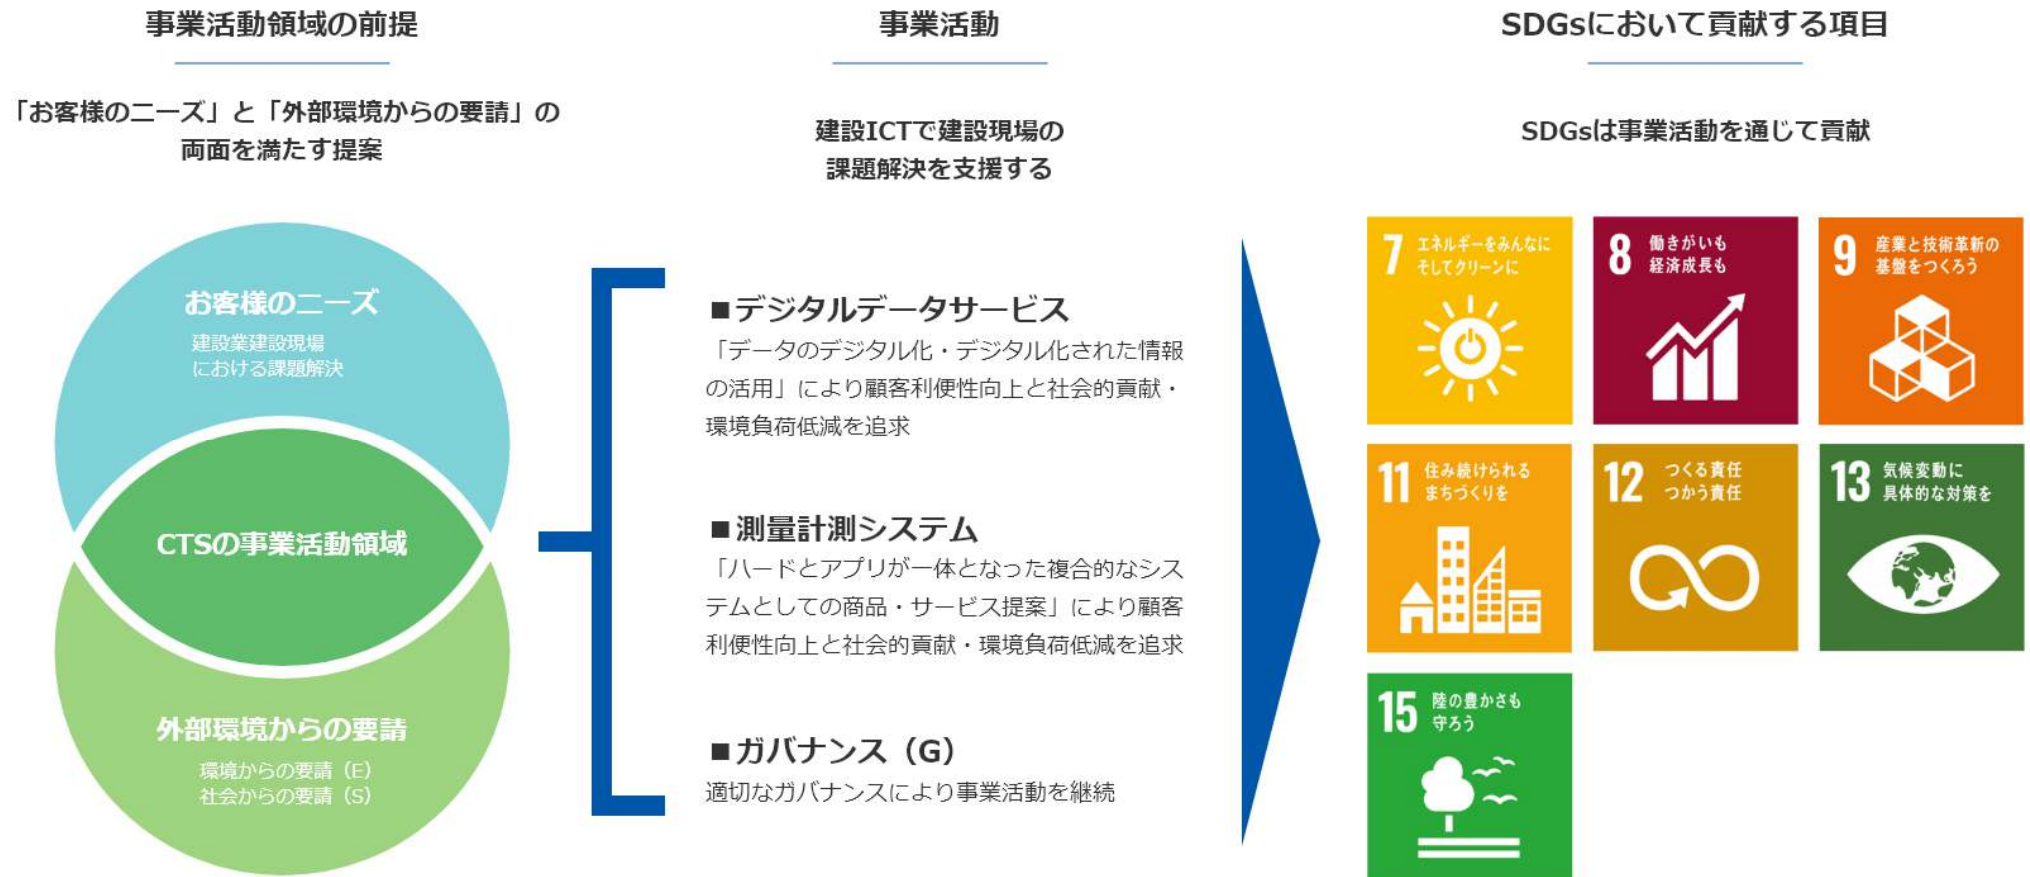 事業活動領域の前提
「お客様のニーズ」と「外部環境からの要請」の
両面を満たす提案
お客様のニーズ
建設業建設現場
における課題解決
CTSの事業活動領域
外部環境からの要請
環境からの要請（E）
社会からの要請（S）
事業活動
建設ICTで建設現場の
課題解決を支援する
■デジタルデータサービス
「データのデジタル化・デジタル化された情報
の活用」により顧客利便性向上と社会的貢献・
環境負荷低減を追求
■測量計測システム
「ハードとアプリが一体となった複合的なシス
テムとしての商品・サービス提案」により顧客
利便性向上と社会的貢献・環境負荷低減を追求
■ガバナンス（G）
適切なガバナンスにより事業活動を継続
SDGsにおいて貢献する項目
SDGsは事業活動を通じて貢献
7 エネルギーをみんなに
そしてクリーンに
8 働きがいも
経済成長も
9 産業と技術革新の
基盤をつくろう
11 住み続けられる
まちづくりを
12 つくる責任
つかう責任
13 気候変動に
具体的な対策を
15 陸の豊かさも
守ろう